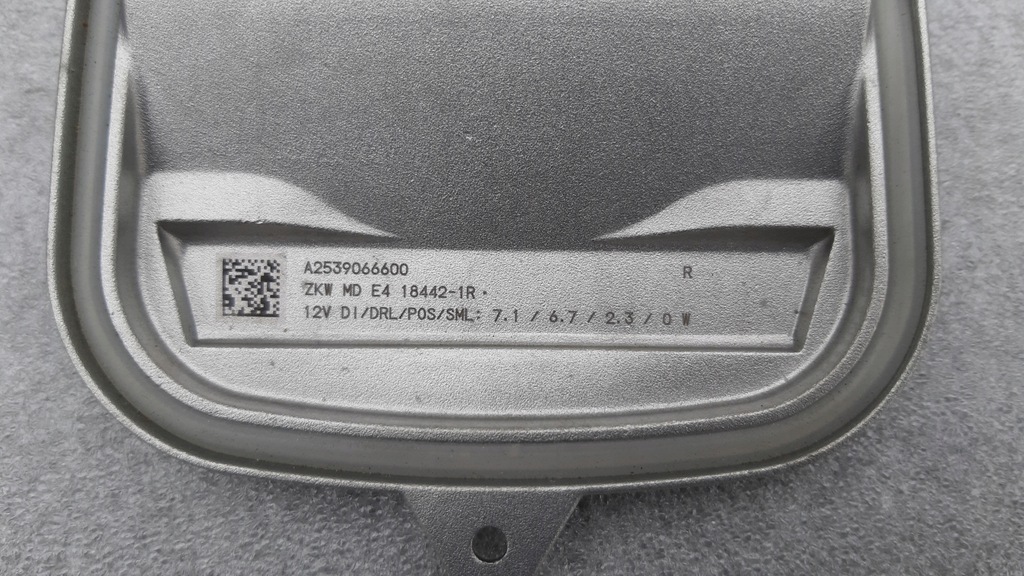 A2539066600 R
ZKW MD E4 18442-1R
12V DI/DRL/POS/SML: 7.1 / 6.7 / 2.3 / 0 W